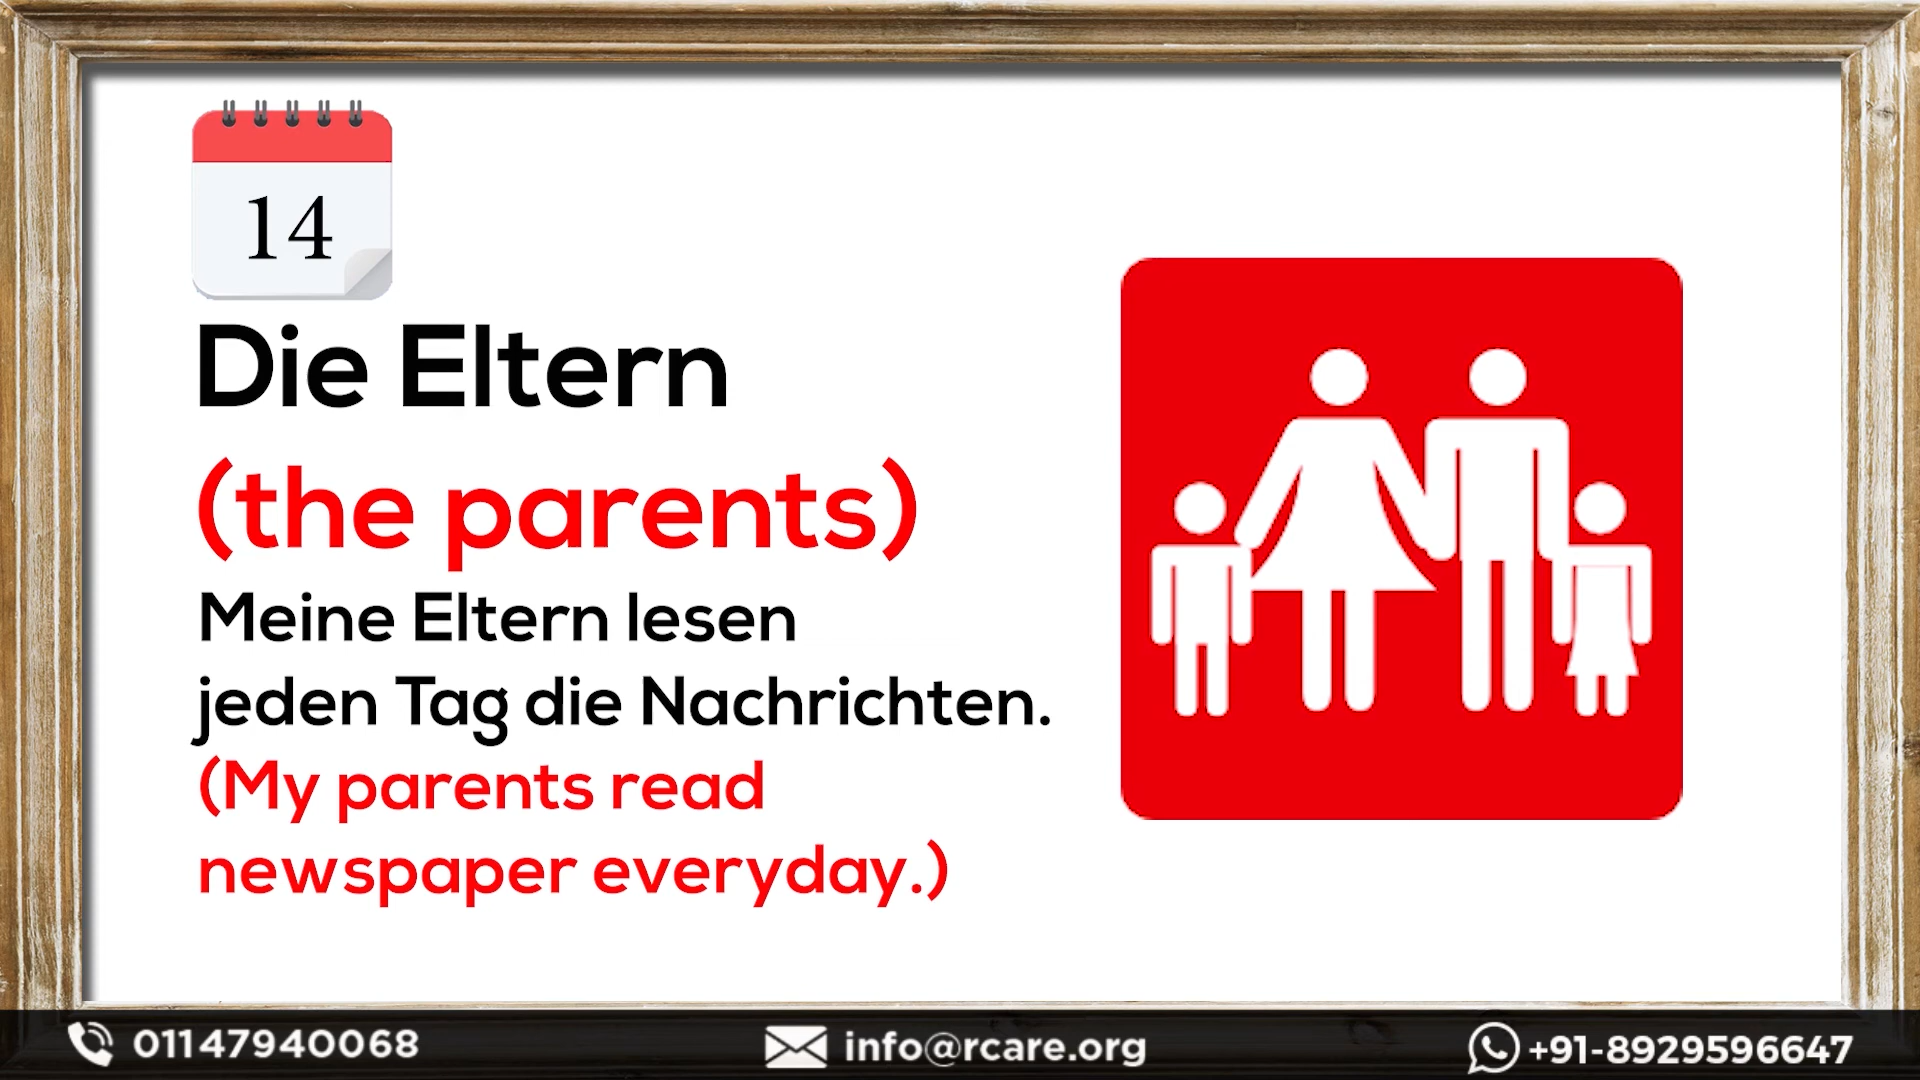 14
Die Eltern
(the parents)
Meine Eltern lesen
jeden Tag die Nachrichten.
(My parents read
newspaper everyday.)
01147940068
info@rcare.org
+91-8929596647